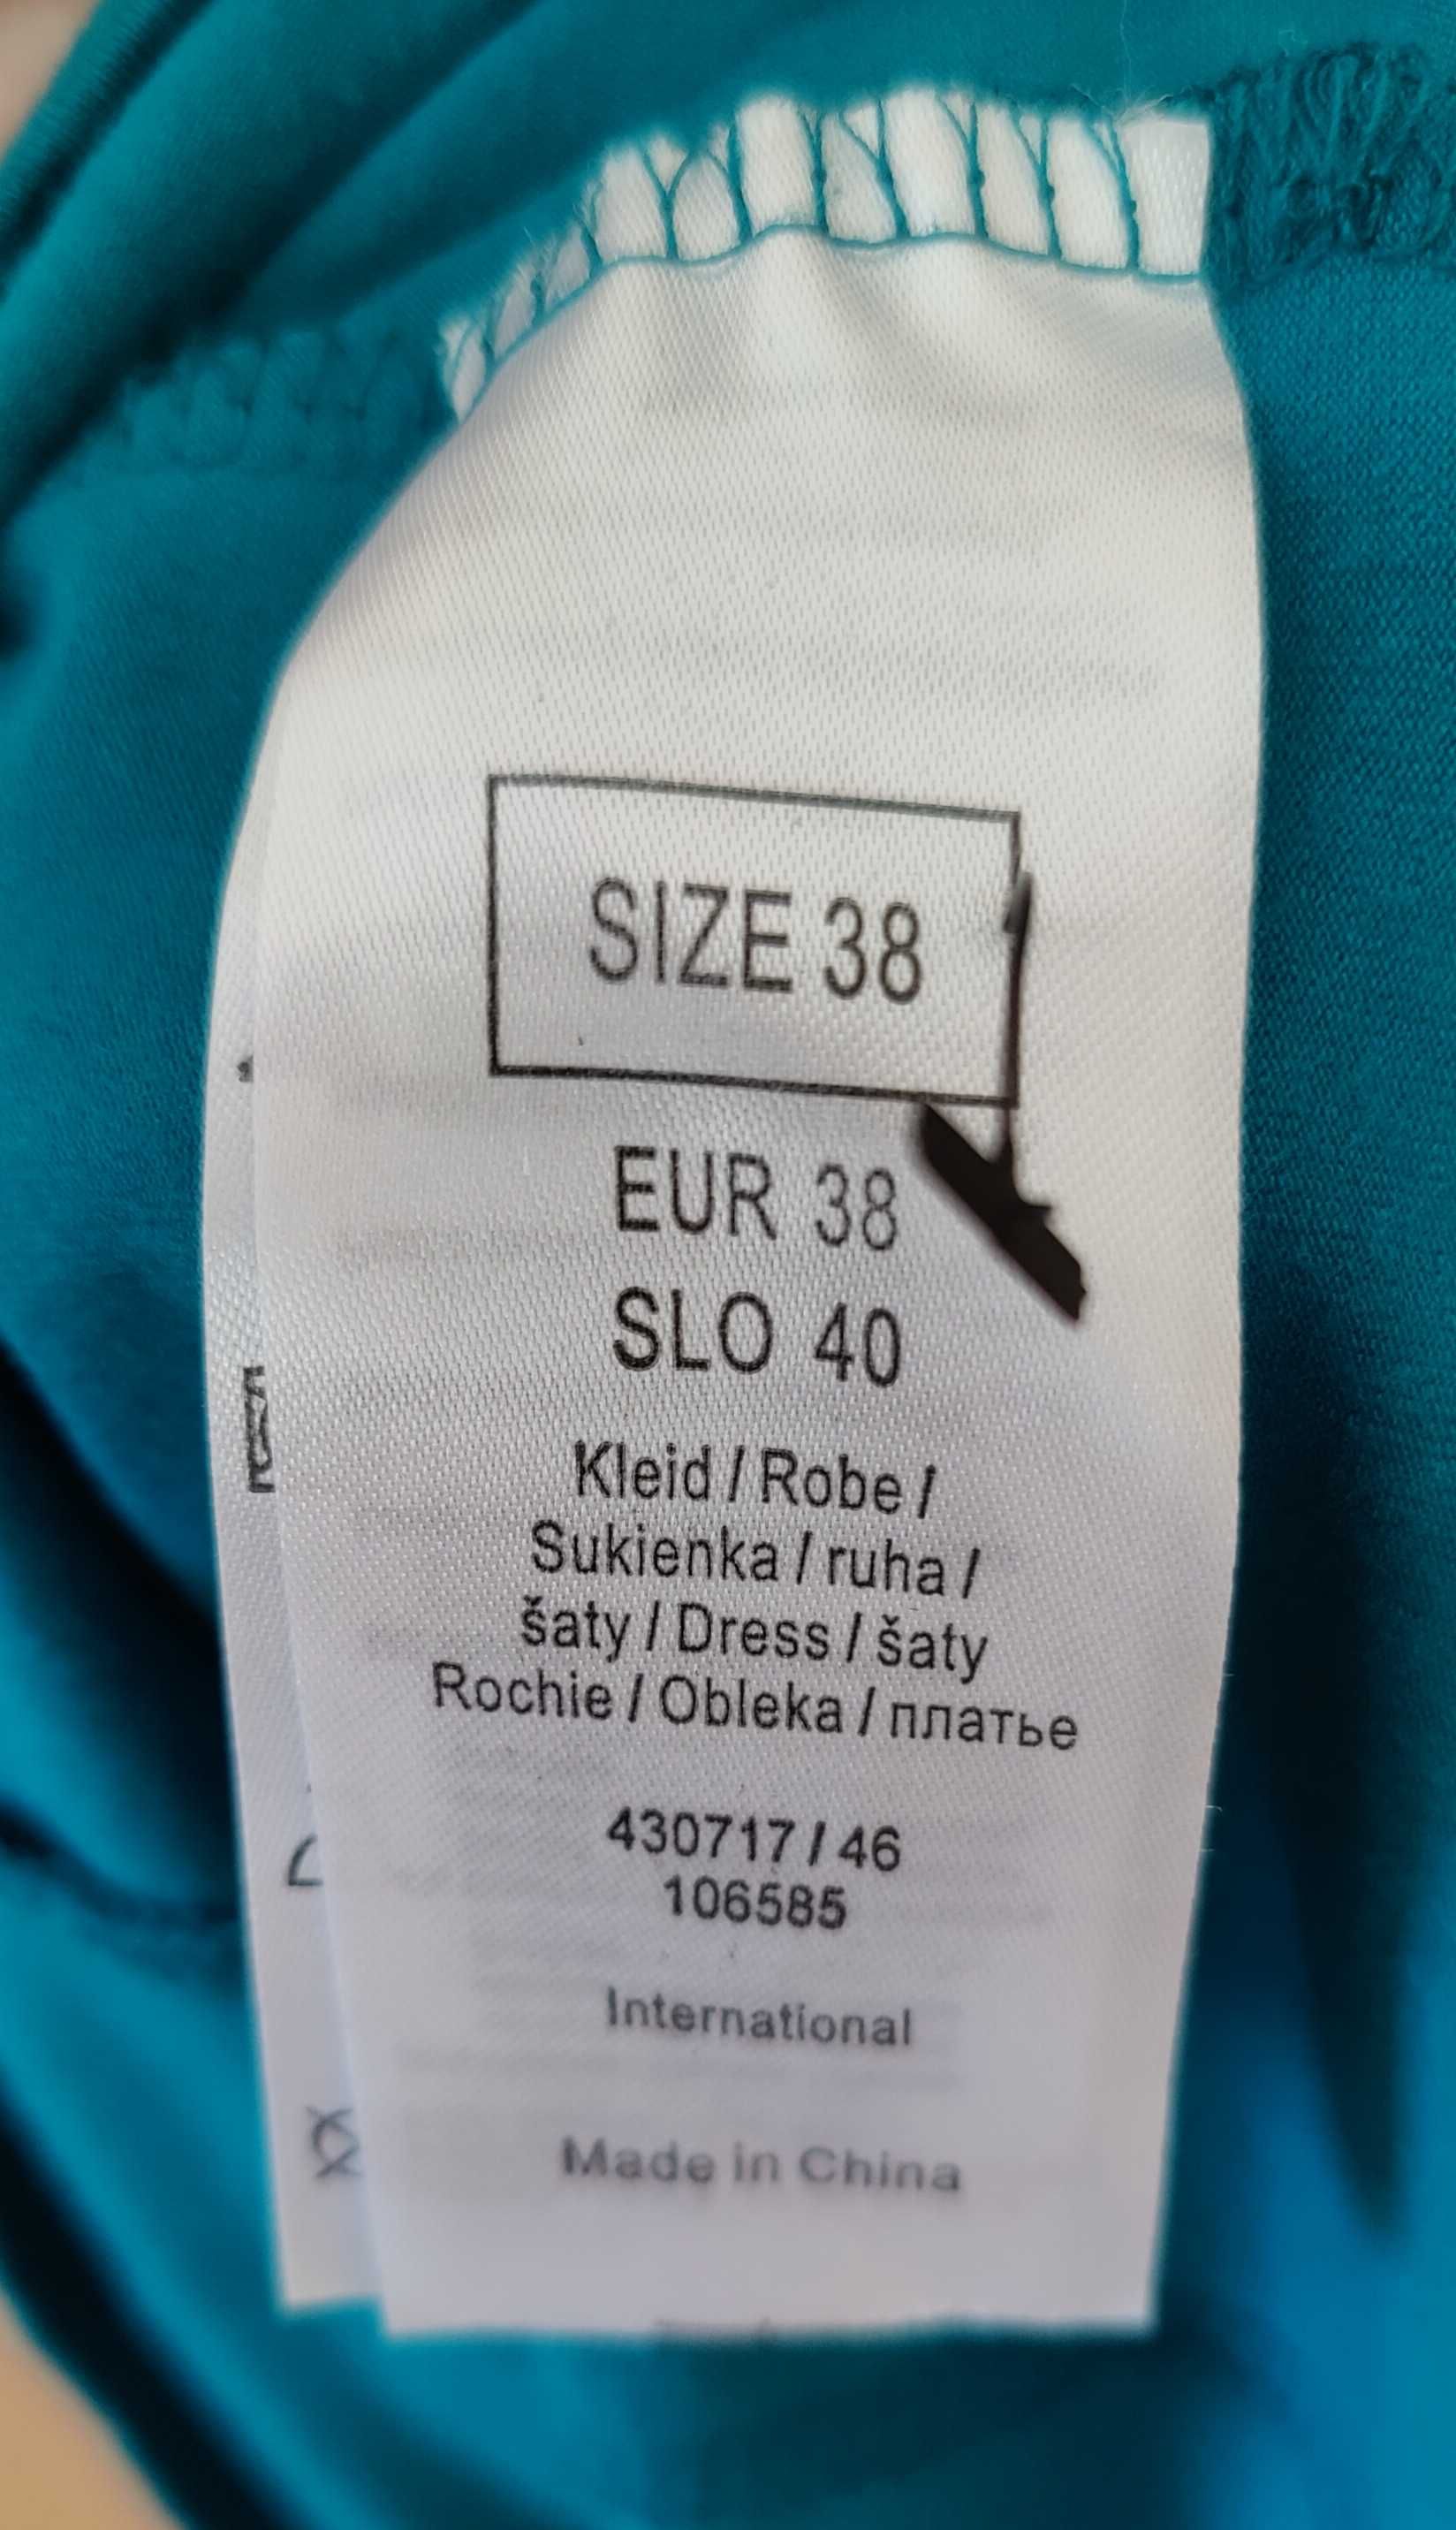 SIZE 38
EUR 38
SLO 40
Kleid / Robe /
Sukienka / ruha /
šaty / Dress / šaty
Rochie / Obleka / платье
430717 / 46
106585
International
Made in China